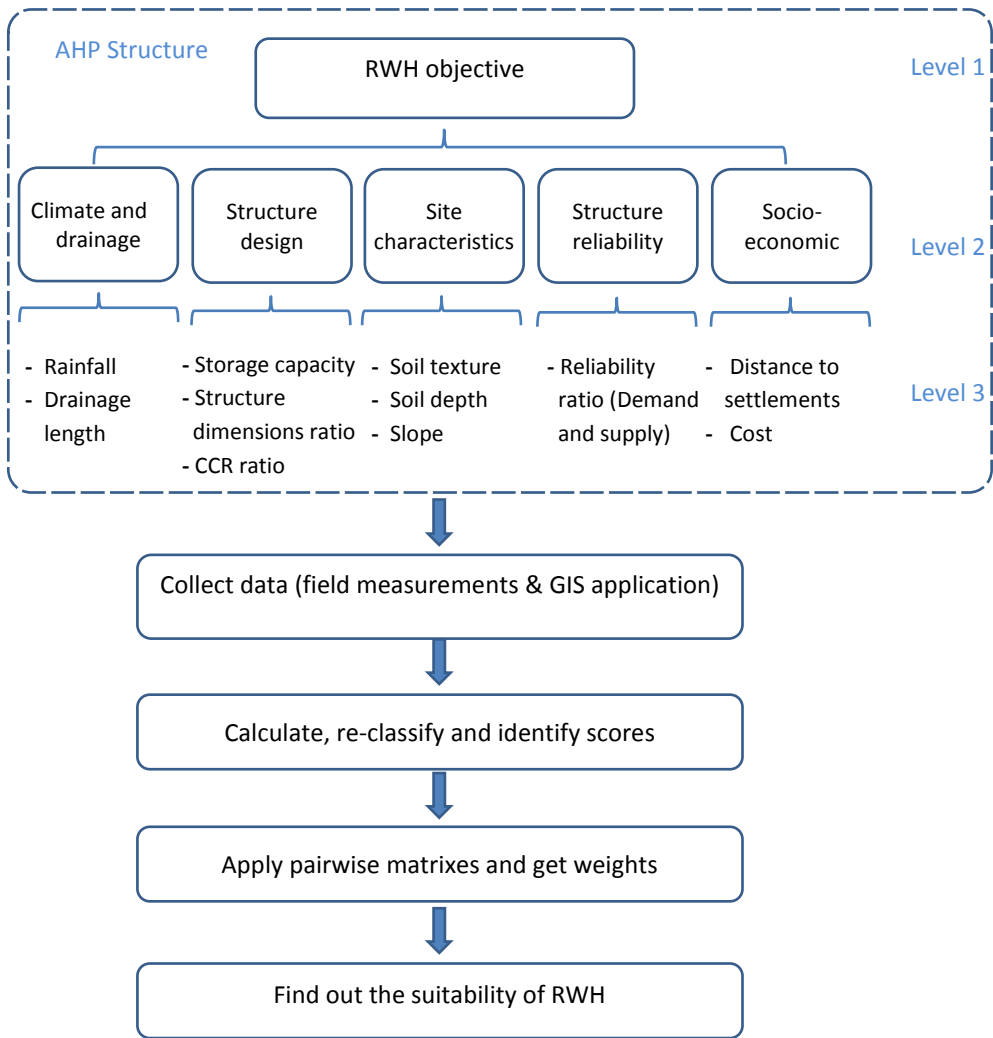 AHP Structure
RWH objective
Level 1
Climate and
drainage
Structure
design
Site
characteristics
Structure
reliability
Socio-
economic
Level 2
- Rainfall
- Drainage
length
- Storage capacity
- Structure
dimensions ratio
- CCR ratio
- Soil texture
- Soil depth
- Slope
- Reliability
ratio (Demand
and supply)
- Distance to
settlements
- Cost
Level 3
Collect data (field measurements & GIS application)
Calculate, re-classify and identify scores
Apply pairwise matrixes and get weights
Find out the suitability of RWH